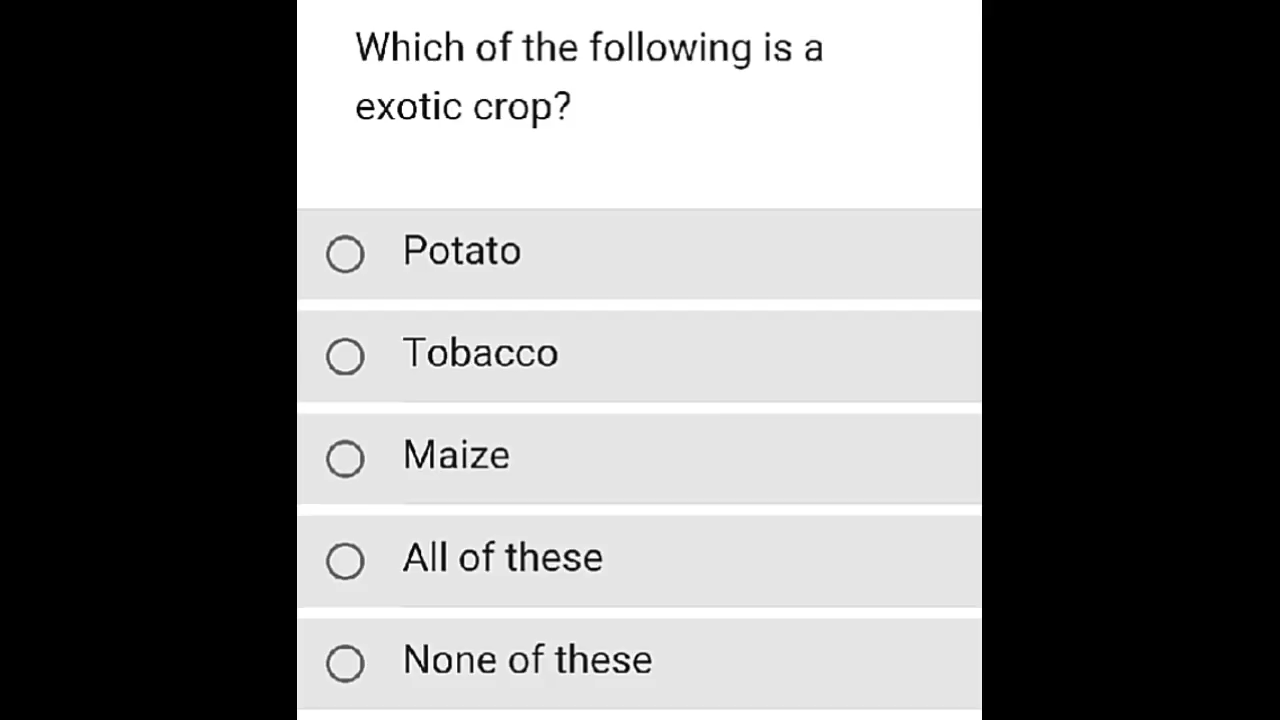 Which of the following is a
exotic crop?
Potato
Tobacco
Maize
All of these
None of these